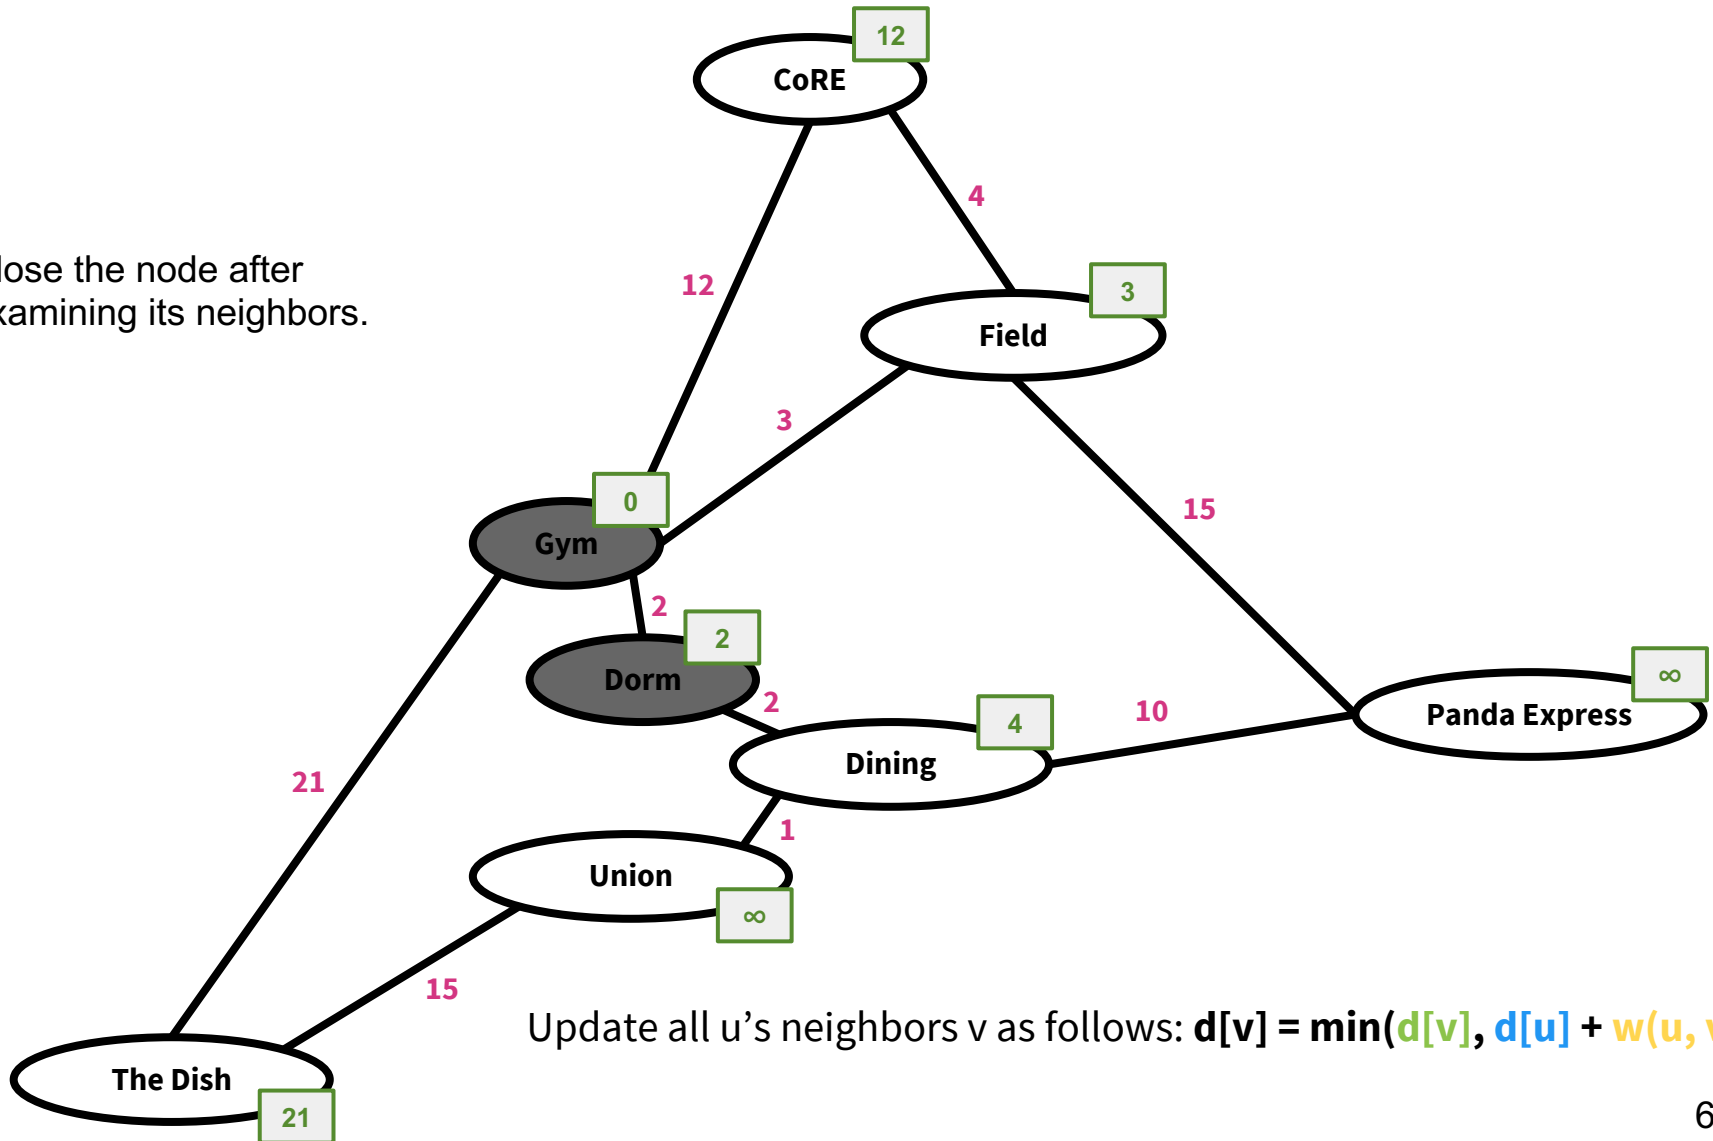 12
CoRE
4
lose the node after
xamining its neighbors.
12
3
Field
3
15
0
Gym
2
2
Dorm
2
∞
Panda Express
10
4
Dining
21
1
Union
∞
15
Update all u's neighbors v as follows: d[v] = min(d[v], d[u] + w(u, v
The Dish
21
6